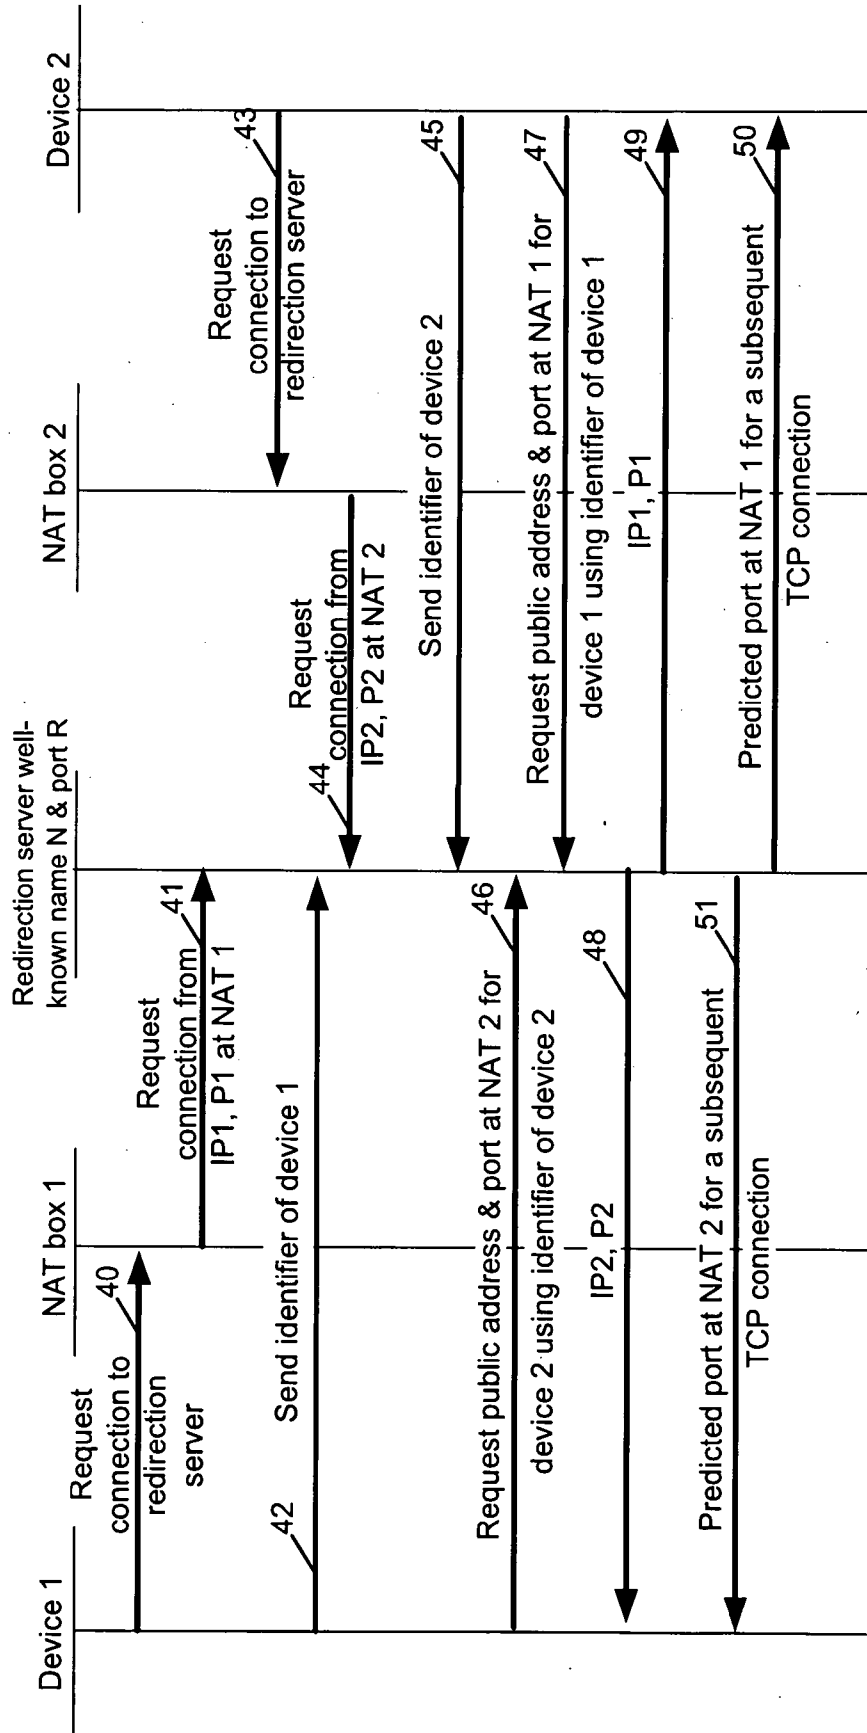 Device 1
NAT box 1
Redirection server well-
known name N & port R
NAT box 2
Device 2
Request
connection to
redirection
server
40
Request
connection from
IP1, P1 at NAT 1
41
Request
connection to
redirection server
43
42
Send identifier of device 1
Request
connection from
IP2, P2 at NAT 2
44
Send identifier of device 2
45
Request public address & port at NAT 2 for
device 2 using identifier of device 2
46
Request public address & port at NAT 1 for
device 1 using identifier of device 1
47
IP2, P2
48
IP1, P1
49
Predicted port at NAT 2 for a subsequent
TCP connection
51
Predicted port at NAT 1 for a subsequent
TCP connection
50